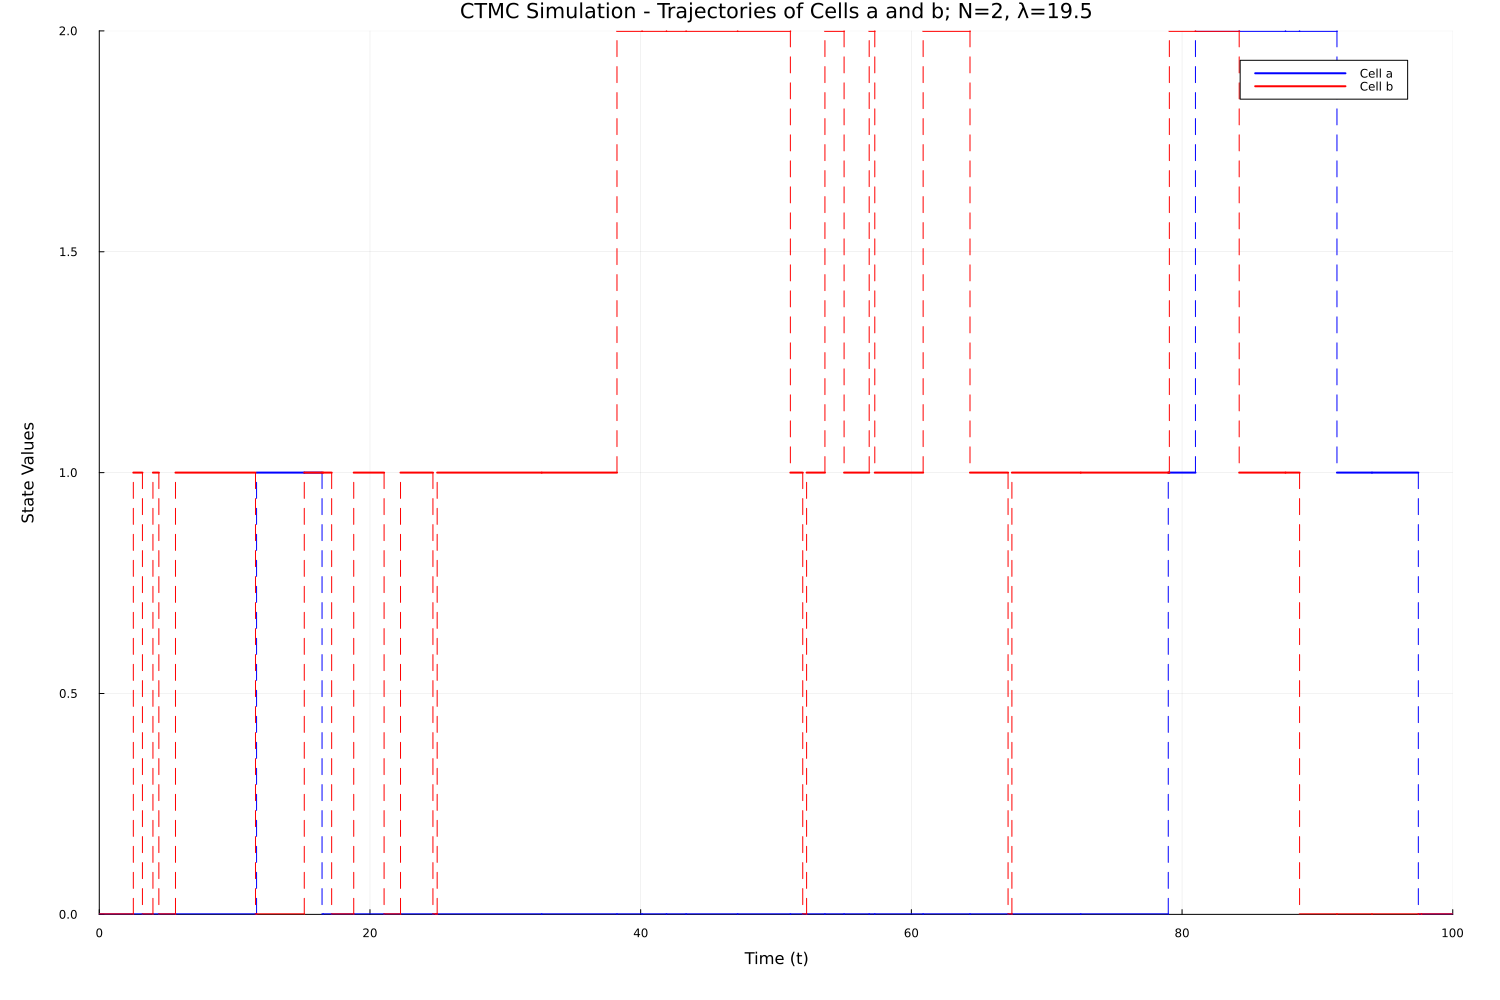 CTMC Simulation - Trajectories of Cells a and b; N=2, λ=19.5
2.0
Cell a
Cell b
1.5
State Values
1.0
0.5
0.0
0 20 40 60 80 100
Time (t)